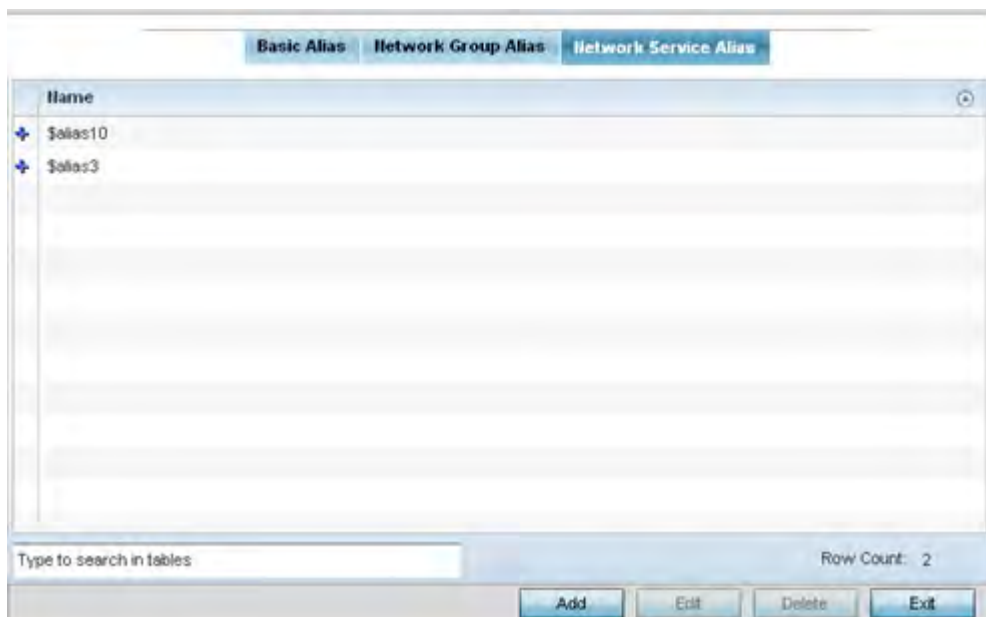 Basic Alias Network Group Alias Network Service Alias
Name
$alias10
$alias3
Type to search in tables
Row Count: 2
Add Edit Delete Exit